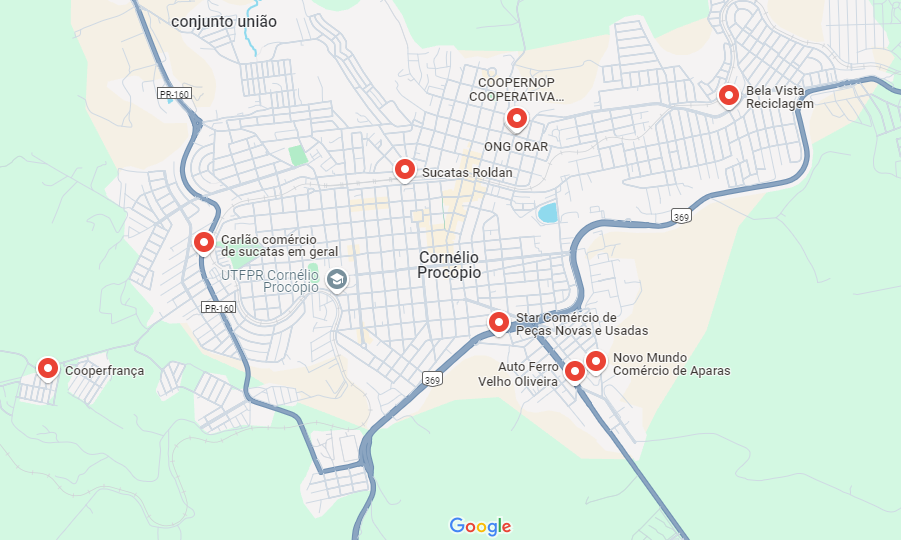 conjunto união
PR-160
COOPERNOP
COOPERATIVA...
Bela Vista
Reciclagem
ONG ORAR
Sucatas Roldan
369
Carlão comércio
de sucatas em geral
Cornélio
Procópio
UTFPR Cornélio
Procópio
PR-160
Star Comércio de
Peças Novas e Usadas
Novo Mundo
Comércio de Aparas
Auto Ferro
Velho Oliveira
Cooperfrança
369
Google